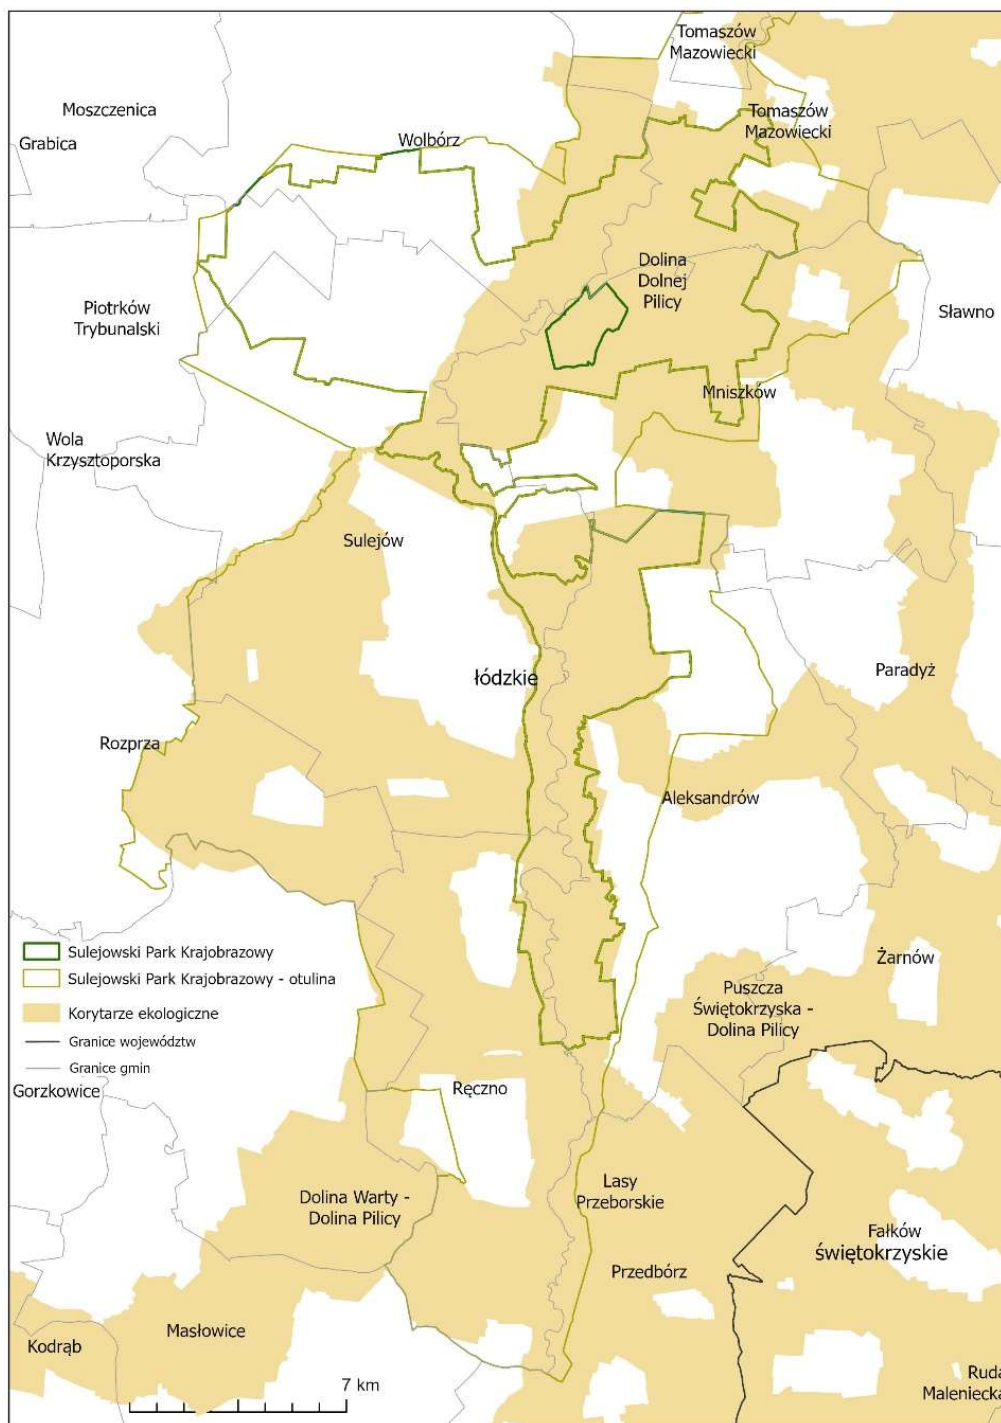 Tomaszów
Mazowiecki
Moszczenica
Tomaszów
Mazowiecki
Grabica
Wolbórz
Dolina
Dolnej
Pilicy
Piotrków
Trybunalski
Sławno
Mniszków
Wola
Krzysztoporska
Sulejów
łódzkie
Paradyż
Rozprza
Aleksandrów
Sulejowski Park Krajobrazowy
Sulejowski Park Krajobrazowy - otulina
Korytarze ekologiczne
Granice województw
Granice gmin
Żarnów
Puszcza
Świętokrzyska -
Dolina Pilicy
Gorzkowice
Ręczno
Lasy
Przeborskie
Dolina Warty -
Dolina Pilicy
Fałków
świętokrzyskie
Przedbórz
Masłowice
Kodrąb
7 km
Ruda
Maleniecka